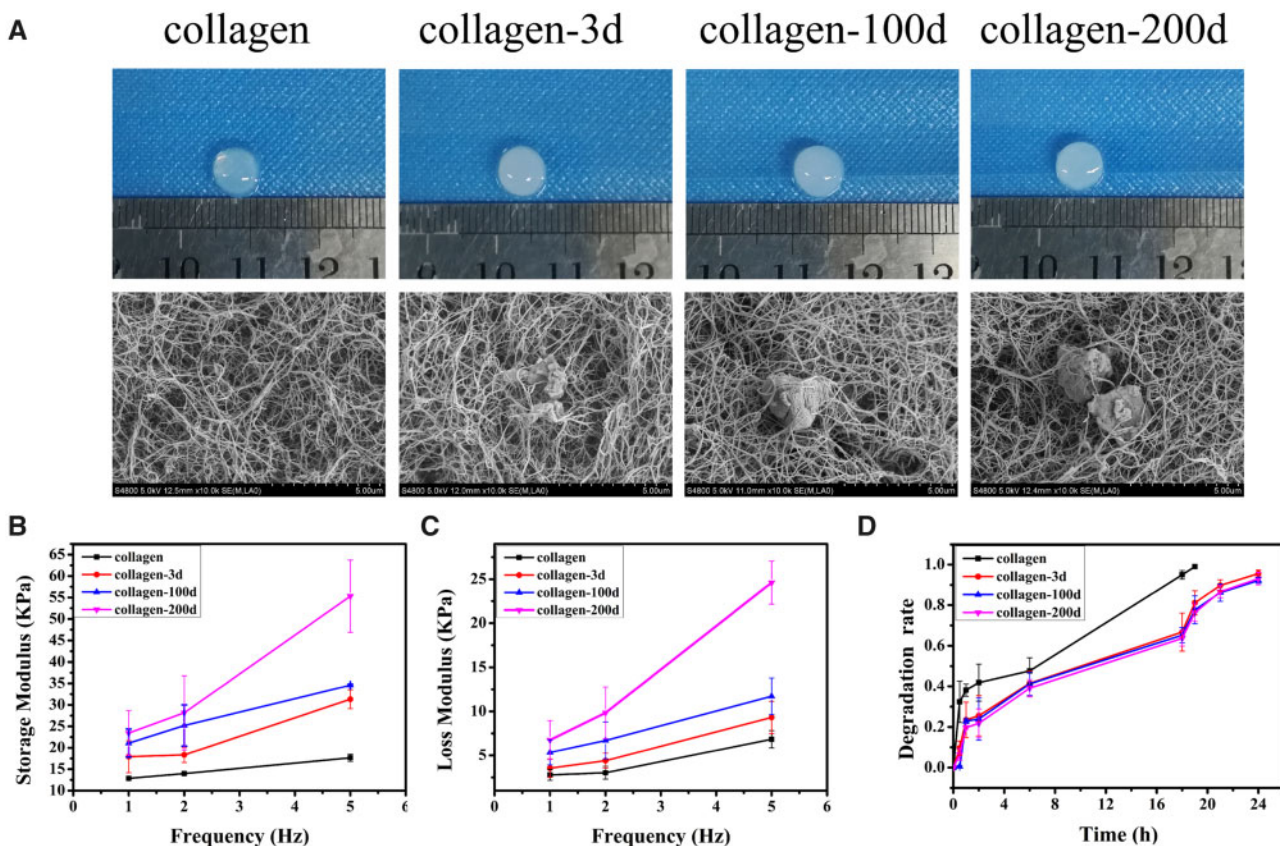 A
collagen collagen-3d collagen-100d collagen-200d
9 10 11 12 1
9 10 11 12
10 11 12 13
9 10 11 12
S4800 5.0kV 12.5mm x10.0k SE(M,LA0) 5.00um
S4800 5.0kV 12.0mm x10.0k SE(M,LA0) 5.00um
S4800 5.0kV 11.0mm x10.0k SE(M,LA0) 5.00um
S4800 5.0kV 12.4mm x10.0k SE(M,LA0) 5.00um
B
Storage Modulus (KPa)
65
60
55
50
45
40
35
30
25
20
15
10
collagen
collagen-3d
collagen-100d
collagen-200d
0 1 2 3 4 5 6
Frequency (Hz)
C
Loss Modulus (KPa)
25
20
15
10
5
collagen
collagen-3d
collagen-100d
collagen-200d
0 1 2 3 4 5 6
Frequency (Hz)
D
Degradation rate
1.0
0.8
0.6
0.4
0.2
0.0
collagen
collagen-3d
collagen-100d
collagen-200d
0 4 8 12 16 20 24
Time (h)